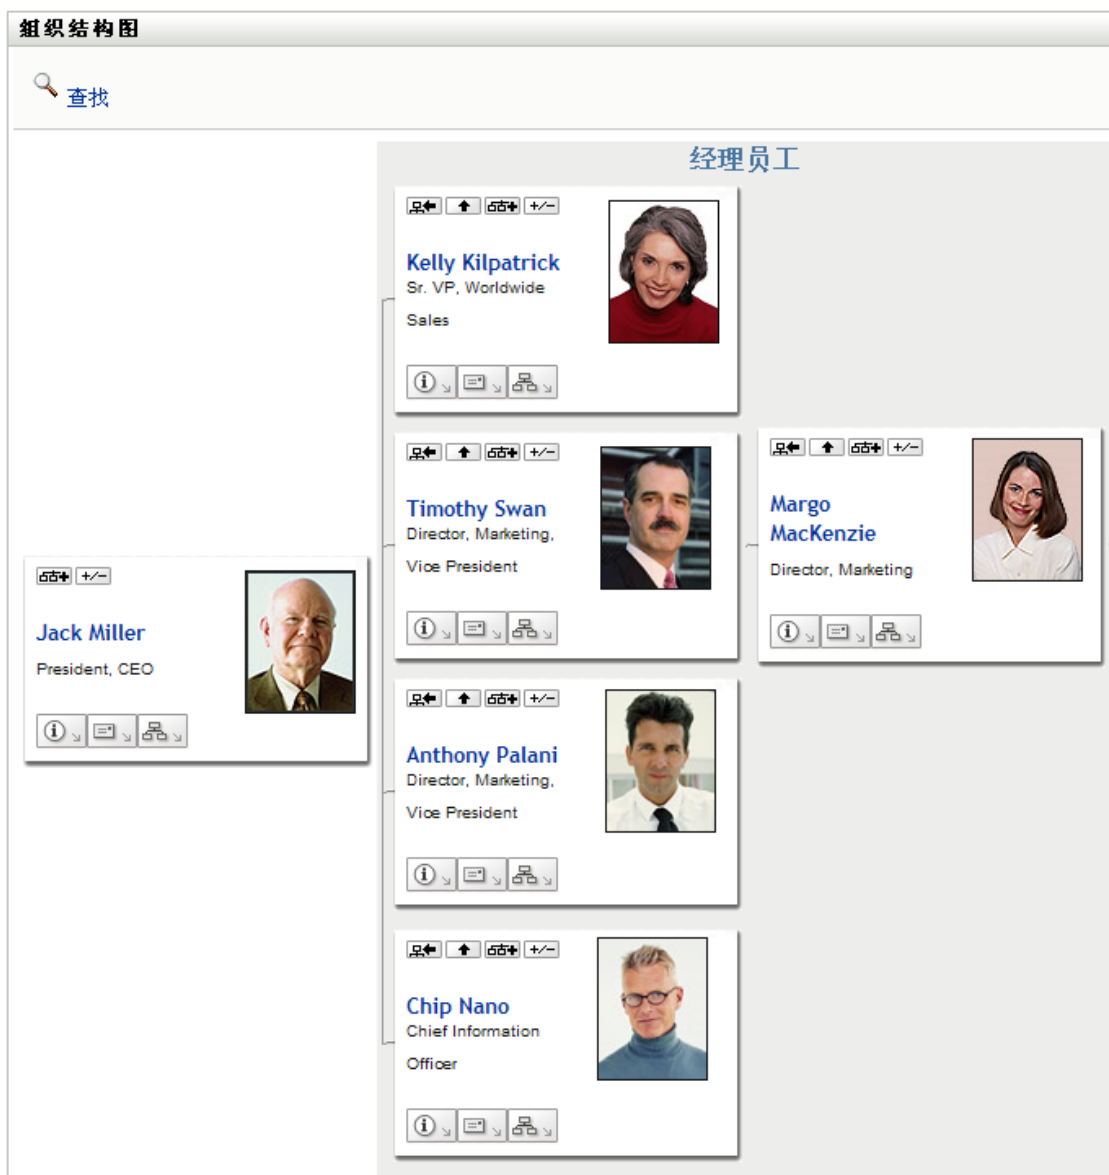 组织结构图
查找
经理员工
+/−
Kelly Kilpatrick
Sr. VP, Worldwide
Sales
+/−
Timothy Swan
Director, Marketing,
Vice President
+/−
Margo
MacKenzie
Director, Marketing
+/−
Jack Miller
President, CEO
+/−
Anthony Palani
Director, Marketing,
Vice President
+/−
Chip Nano
Chief Information
Officer